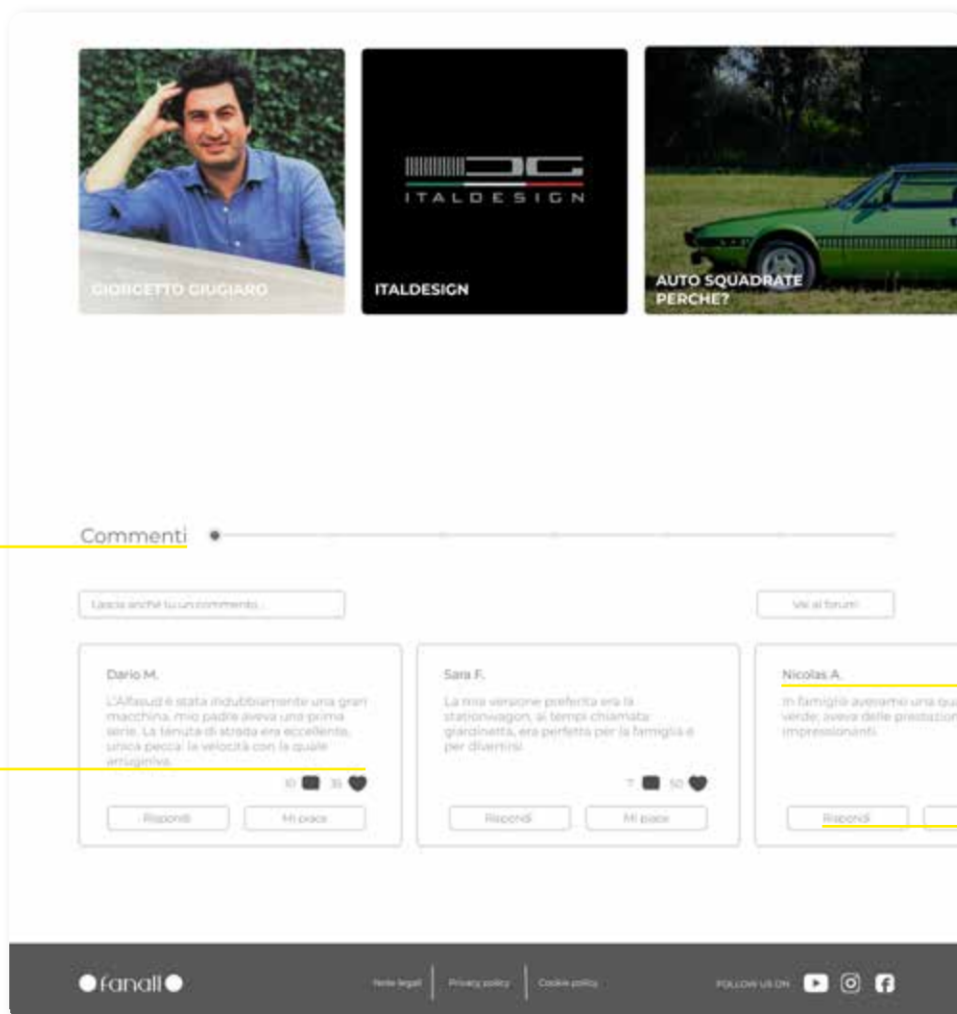 ITALDESIGN
GIORGETTO GIUGIARO
ITALDESIGN
AUTO SQUADRATE
PERCHE?
Commenti
Lascia anche tu un commento...
Vai al forum
Dario M.
L'Alfasud è stata indubbiamente una gran
macchina, mio padre aveva una prima
serie. La tenuta di strada era eccellente,
unica pecca: la velocità con la quale
arruginiva.
10 35
Rispondi
Mi piace
Sara F.
La mia versione preferita era la
stationwagon, ai tempi chiamata
giardinetta, era perfetta per la famiglia e
per divertirsi.
50
Rispondi
Mi piace
Nicolas A.
In famiglia avevamo una
verde, aveva delle
impressionanti.
Rispondi
fanall
Note legali
Privacy policy
Cookie policy
FOLLOW US ON